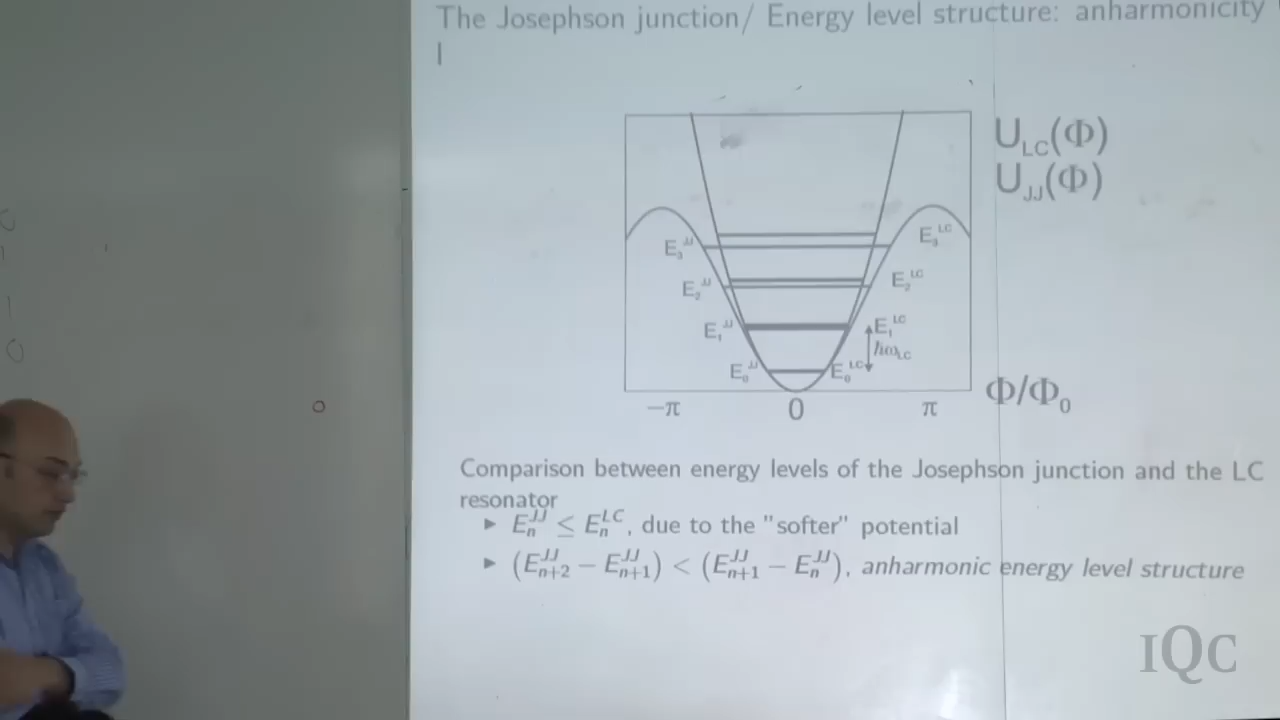 The Josephson junction/ Energy level structure: anharmonicity
I
U_LC(Φ)
U_JJ(Φ)
E_3^JJ
E_3^LC
E_2^JJ
E_2^LC
E_1^JJ
E_1^LC
ħω_LC
E_0^JJ
E_0^LC
−π
0
π
Φ/Φ_0
Comparison between energy levels of the Josephson junction and the LC
resonator
▶ E_n^JJ ≤ E_n^LC, due to the "softer" potential
▶ (E_{n+2}^JJ − E_{n+1}^JJ) < (E_{n+1}^JJ − E_n^JJ), anharmonic energy level structure
IQC